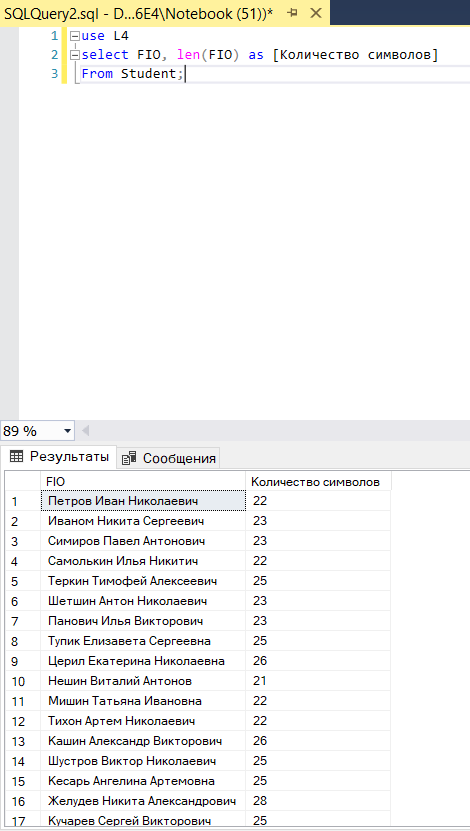 SQLQuery2.sql - D...6E4\Notebook (51))*
1 use L4
2 select FIO, len(FIO) as [Количество символов]
3 From Student;
89 %
Результаты Сообщения
FIO Количество символов
1 Петров Иван Николаевич 22
2 Иваном Никита Сергеевич 23
3 Симиров Павел Антонович 23
4 Самолькин Илья Никитич 22
5 Теркин Тимофей Алексеевич 25
6 Шетшин Антон Николаевич 23
7 Панович Илья Викторович 23
8 Тупик Елизавета Сергеевна 25
9 Церил Екатерина Николаевна 26
10 Нешин Виталий Антонов 21
11 Мишин Татьяна Ивановна 22
12 Тихон Артем Николаевич 22
13 Кашин Александр Викторович 26
14 Шустров Виктор Николаевич 25
15 Кесарь Ангелина Артемовна 25
16 Желудев Никита Александрович 28
17 Кучарев Сергей Викторович 25